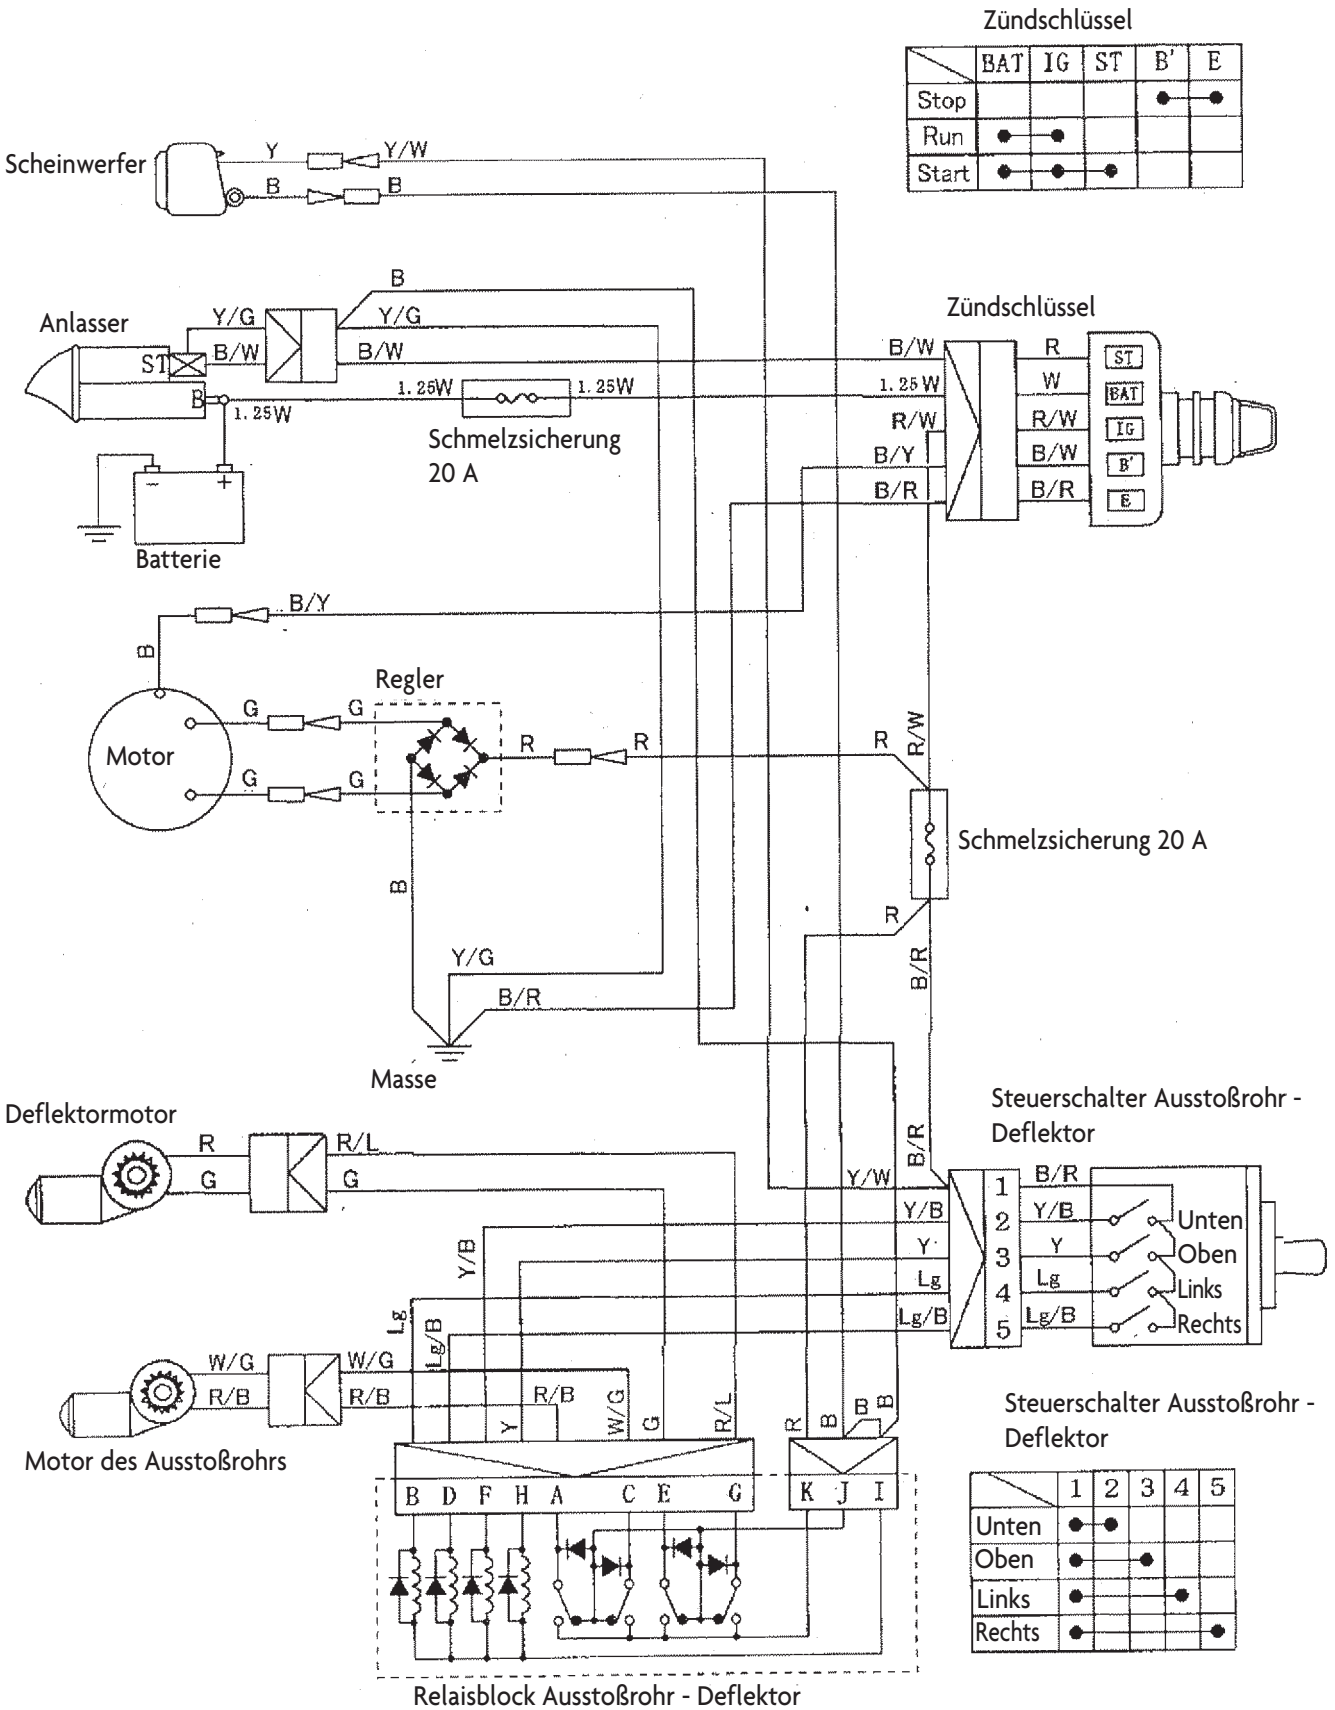 Zündschlüssel
BAT IG ST B' E
Stop
Run
Start
Scheinwerfer
Y Y/W
B B
B
Anlasser
Y/G Y/G
ST B/W B/W
B 1.25W 1.25W 1.25W
Schmelzsicherung
20 A
- +
Batterie
Zündschlüssel
B/W R ST
1.25W W BAT
R/W R/W IG
B/Y B/W B'
B/R B/R E
B/Y
B
Regler
G G
Motor
R R R
R/W
G G
Schmelzsicherung 20 A
B
R
B/R
Y/G
B/R
Masse
Deflektormotor
R R/L
G G
Steuerschalter Ausstoßrohr -
Deflektor
B/R
Y/W 1 B/R
Y/B 2 Y/B Unten
Y 3 Y Oben
Lg 4 Lg Links
Lg/B 5 Lg/B Rechts
Y/B
Lg
Lg/B
W/G W/G
R/B R/B R/B
Motor des Ausstoßrohrs
Y
W/G
G
R/L
R
B
B
B
B D F H A C E G
K J I
Relaisblock Ausstoßrohr - Deflektor
Steuerschalter Ausstoßrohr -
Deflektor
1 2 3 4 5
Unten
Oben
Links
Rechts